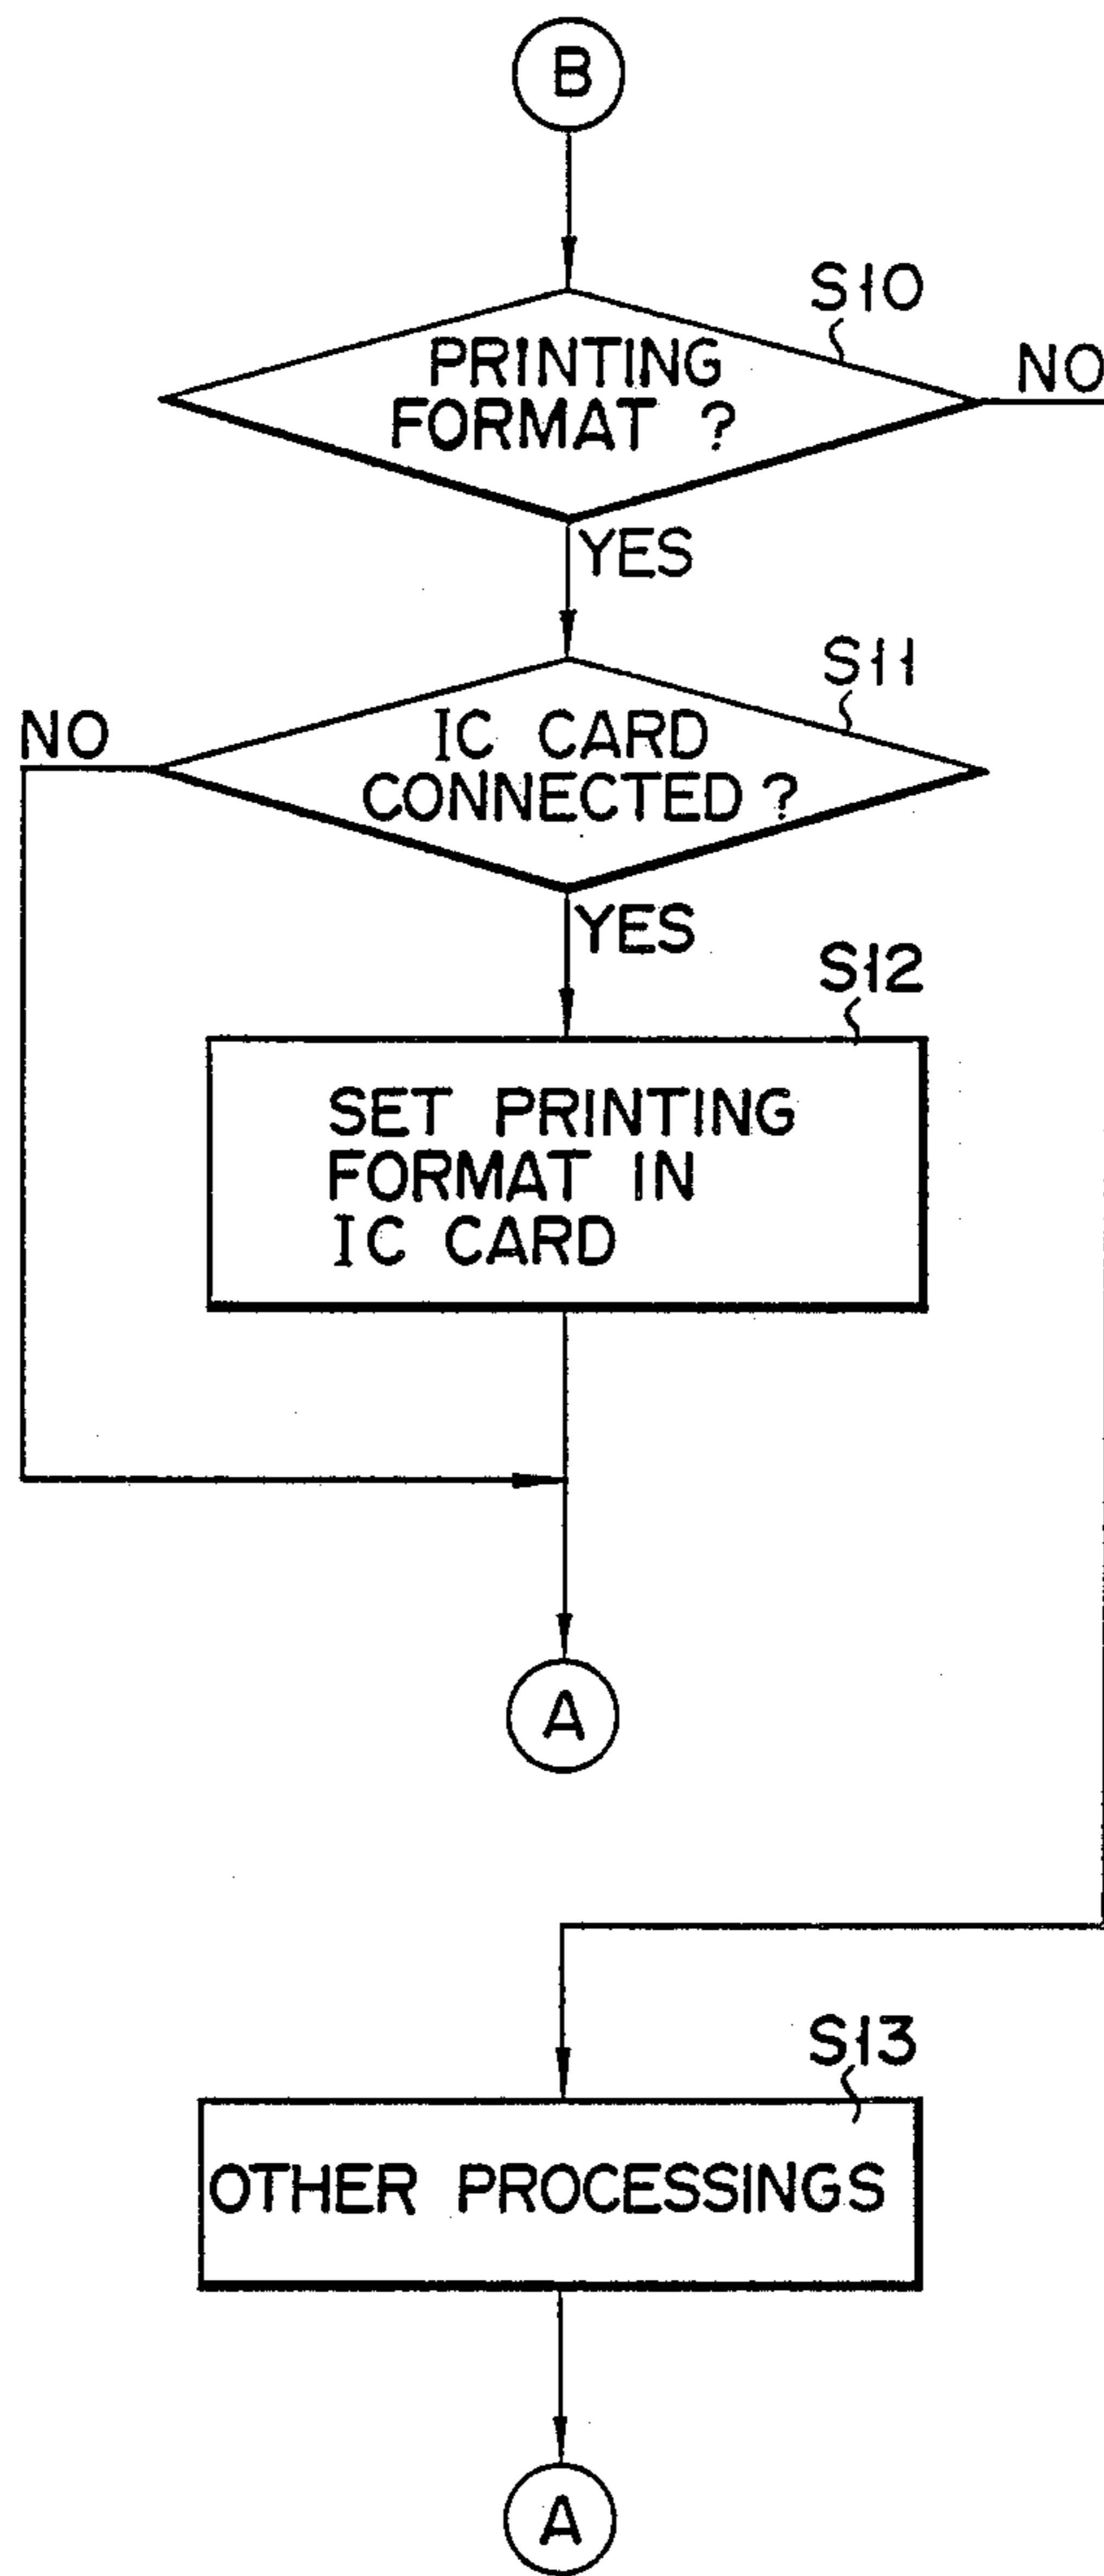 B
S10
PRINTING
FORMAT ?
NO
YES
S11
NO
IC CARD
CONNECTED ?
YES
S12
SET PRINTING
FORMAT IN
IC CARD
A
S13
OTHER PROCESSINGS
A